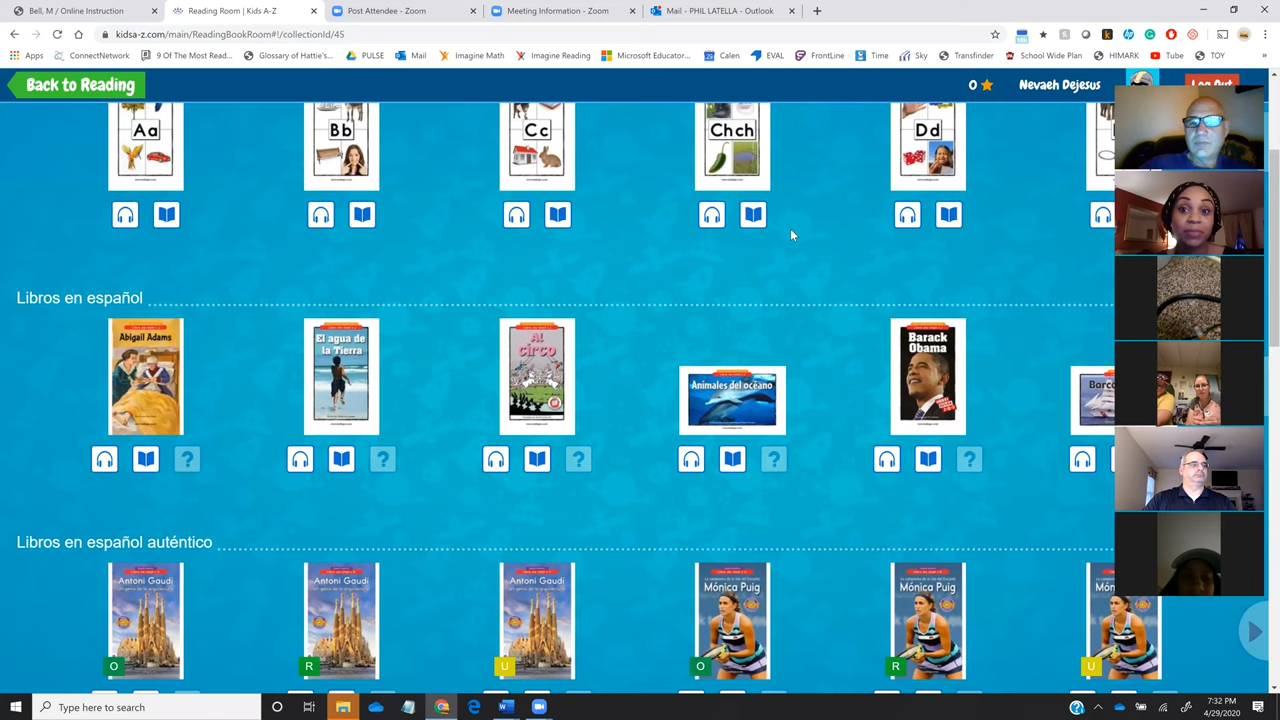 Bell, M / Online Instruction
Reading Room | Kids A-Z
Post Attendee - Zoom
Meeting Information - Zoom
Mail - PHIL LATELLA - Outlook
kidsa-z.com/main/ReadingBookRoom#!/collectionId/45
Apps
ConnectNetwork
9 Of The Most Read...
Glossary of Hattie's...
PULSE
Mail
Imagine Math
Imagine Reading
Microsoft Educator...
Calen
EVAL
FrontLine
Time
Sky
Transfinder
School Wide Plan
HIMARK
Tube
TOY
»
Back to Reading
0
Nevaeh Dejesus
Log Out
Aa
Bb
Cc
Ch ch
Dd
Libros en español
Abigail Adams
El agua de
la Tierra
Al
circo
Animales del océano
Barack
Obama
Barco
Libros en español auténtico
Antoni Gaudí
O
Antoni Gaudí
R
Antoni Gaudí
U
Mónica Puig
O
Mónica Puig
R
Mónica Puig
U
Type here to search
7:32 PM
4/29/2020